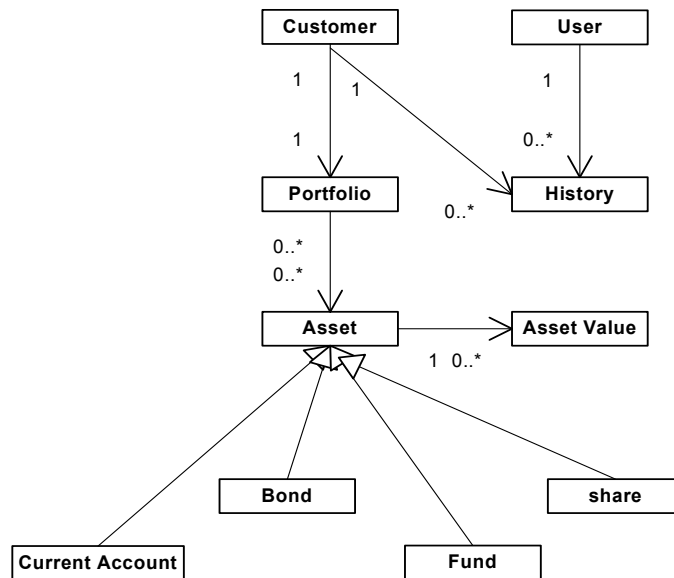 Customer
User
1
1
1
1
0..*
Portfolio
History
0..*
0..*
0..*
Asset
Asset Value
1 0..*
Bond
share
Current Account
Fund